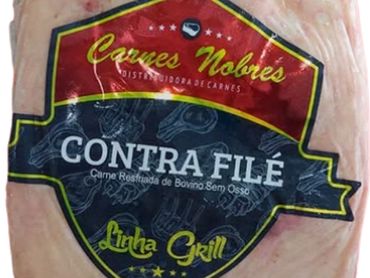 Carnes Nobres
DISTRIBUIDORA DE CARNES
CONTRA FILÉ
Carne Resfriada de Bovino Sem Osso
Linha Grill